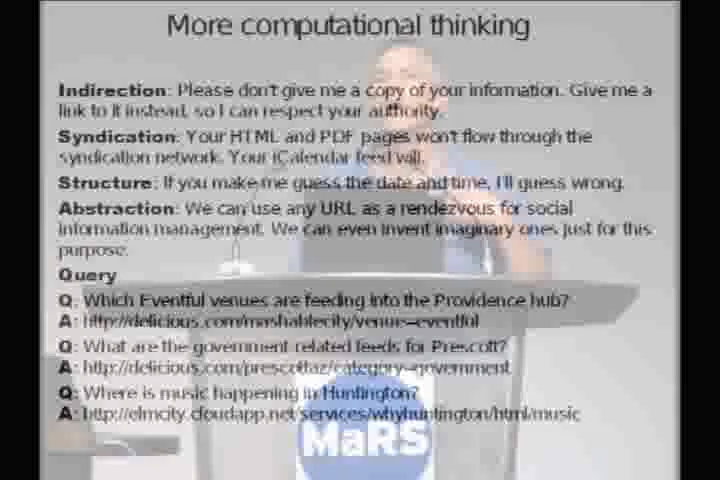 More computational thinking
Indirection: Please don't give me a copy of your information. Give me a
link to it instead, so I can respect your authority.
Syndication: Your HTML and PDF pages won't flow through the
syndication network. Your iCalendar feed will.
Structure: If you make me guess the date and time, I'll guess wrong.
Abstraction: We can use any URL as a rendezvous for social
information management. We can even invent imaginary ones just for this
purpose.
Query
Q: Which Eventful venues are feeding into the Providence hub?
A: http://delicious.com/mashablecity/venue=eventful
Q: What are the government related feeds for Prescott?
A: http://delicious.com/prescottaz/category=government
Q: Where is music happening in Huntington?
A: http://elmcity.cloudapp.net/services/whyhuntington/html/music
MaRS